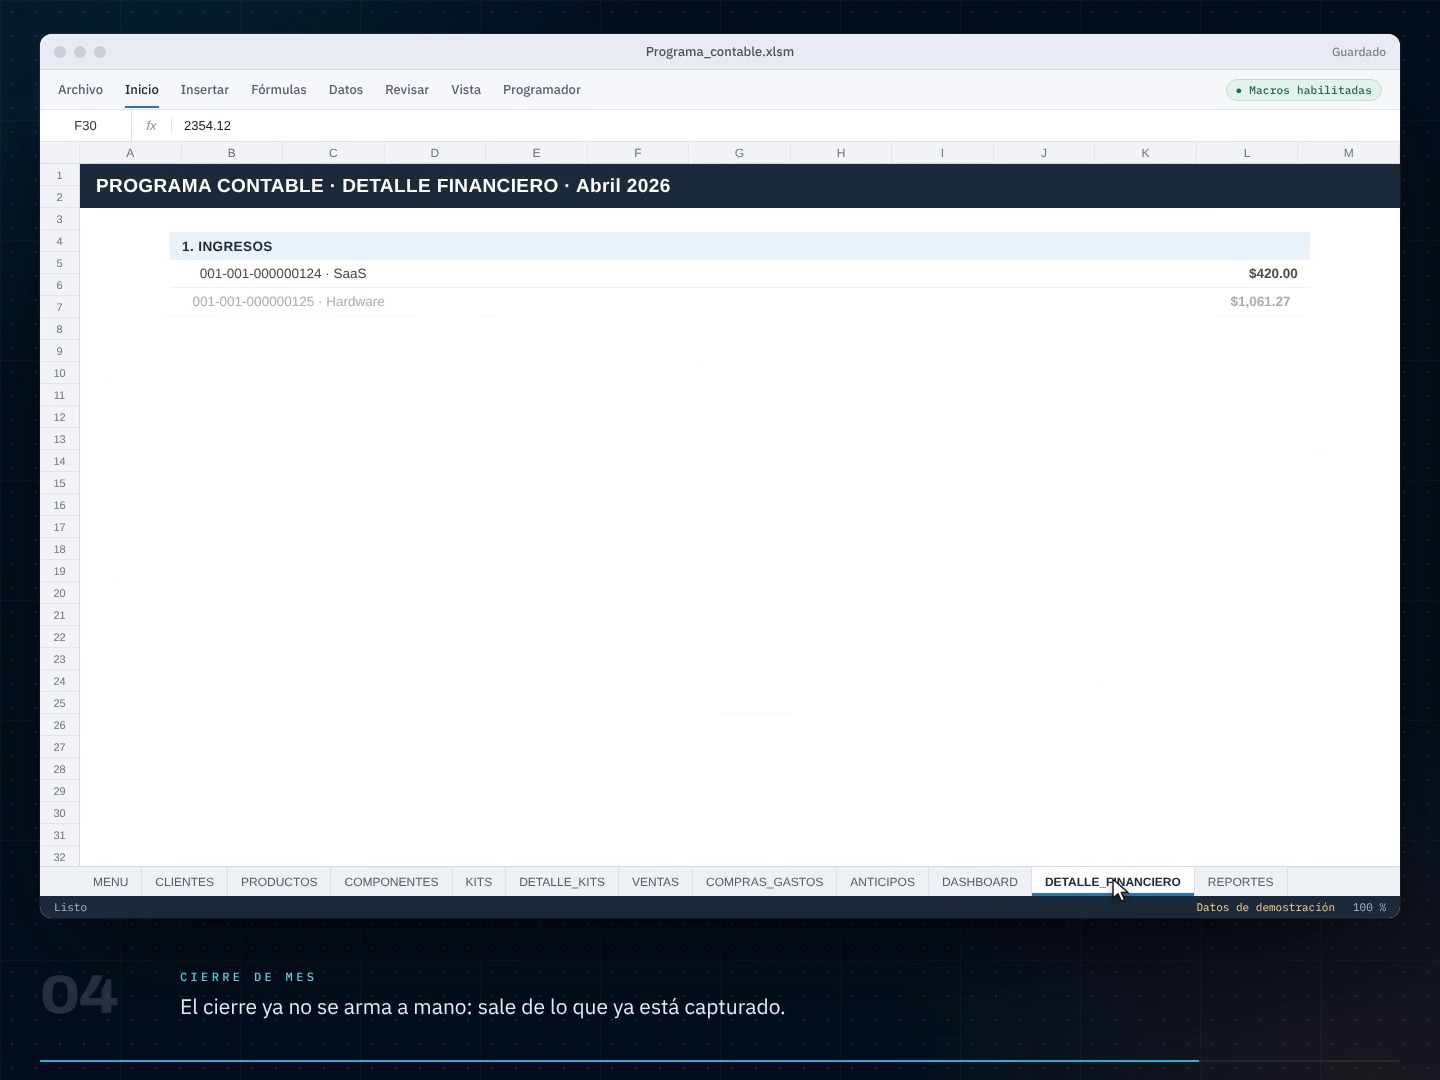 Programa_contable.xlsm
Guardado
Archivo Inicio Insertar Fórmulas Datos Revisar Vista Programador
● Macros habilitadas
F30 fx 2354.12
A B C D E F G H I J K L M
1
2
PROGRAMA CONTABLE · DETALLE FINANCIERO · Abril 2026
3
4
1. INGRESOS
5
001-001-000000124 · SaaS $420.00
6
7
001-001-000000125 · Hardware $1,061.27
8
9
10
11
12
13
14
15
16
17
18
19
20
21
22
23
24
25
26
27
28
29
30
31
32
MENU CLIENTES PRODUCTOS COMPONENTES KITS DETALLE_KITS VENTAS COMPRAS_GASTOS ANTICIPOS DASHBOARD DETALLE_FINANCIERO REPORTES
Listo Datos de demostración 100 %
04
CIERRE DE MES
El cierre ya no se arma a mano: sale de lo que ya está capturado.